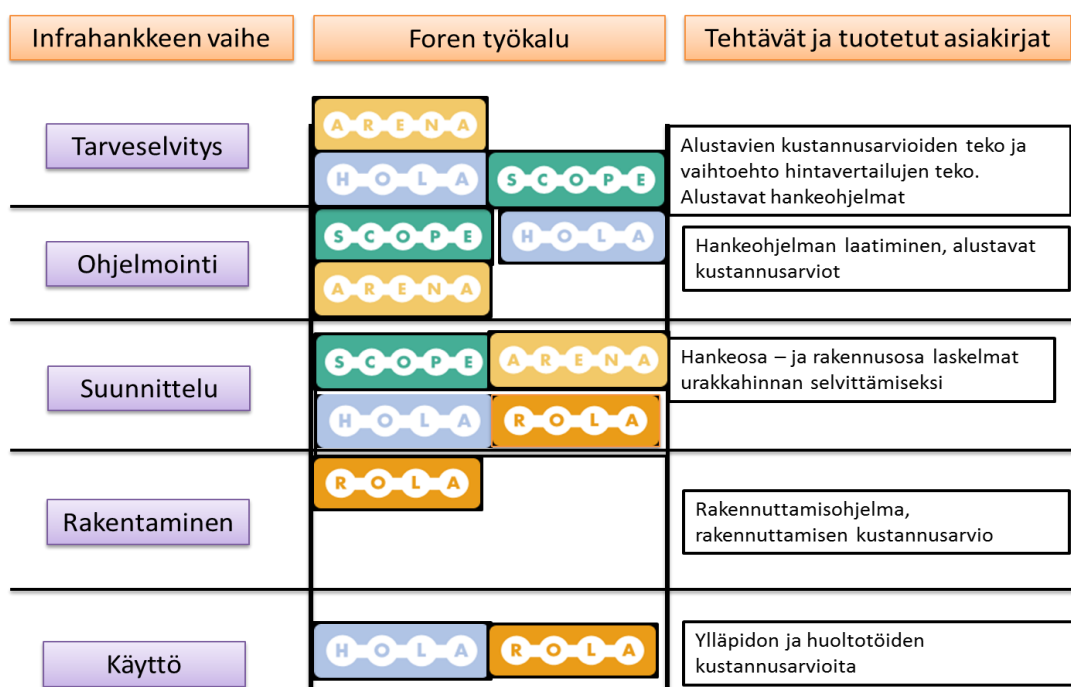 Infrahankkeen vaihe
Foren työkalu
Tehtävät ja tuotetut asiakirjat
Tarveselvitys
ARENA
HOLA
SCOPE
Alustavien kustannusarvioiden teko ja
vaihtoehto hintavertailujen teko.
Alustavat hankeohjelmat
Ohjelmointi
SCOPE
HOLA
ARENA
Hankeohjelman laatiminen, alustavat
kustannusarviot
Suunnittelu
SCOPE
ARENA
HOLA
ROLA
Hankeosa – ja rakennusosa laskelmat
urakkahinnan selvittämiseksi
Rakentaminen
ROLA
Rakennuttamisohjelma,
rakennuttamisen kustannusarvio
Käyttö
HOLA
ROLA
Ylläpidon ja huoltotöiden
kustannusarvioita